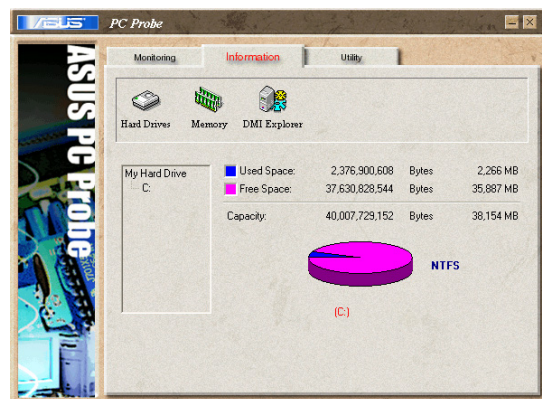 /ISUS PC Probe
ASUS PC Probe
Monitoring Information Utility
Hard Drives Memory DMI Explorer
My Hard Drive
C:
Used Space: 2,376,900,608 Bytes 2,266 MB
Free Space: 37,630,828,544 Bytes 35,887 MB
Capacity: 40,007,729,152 Bytes 38,154 MB
NTFS
(C:)